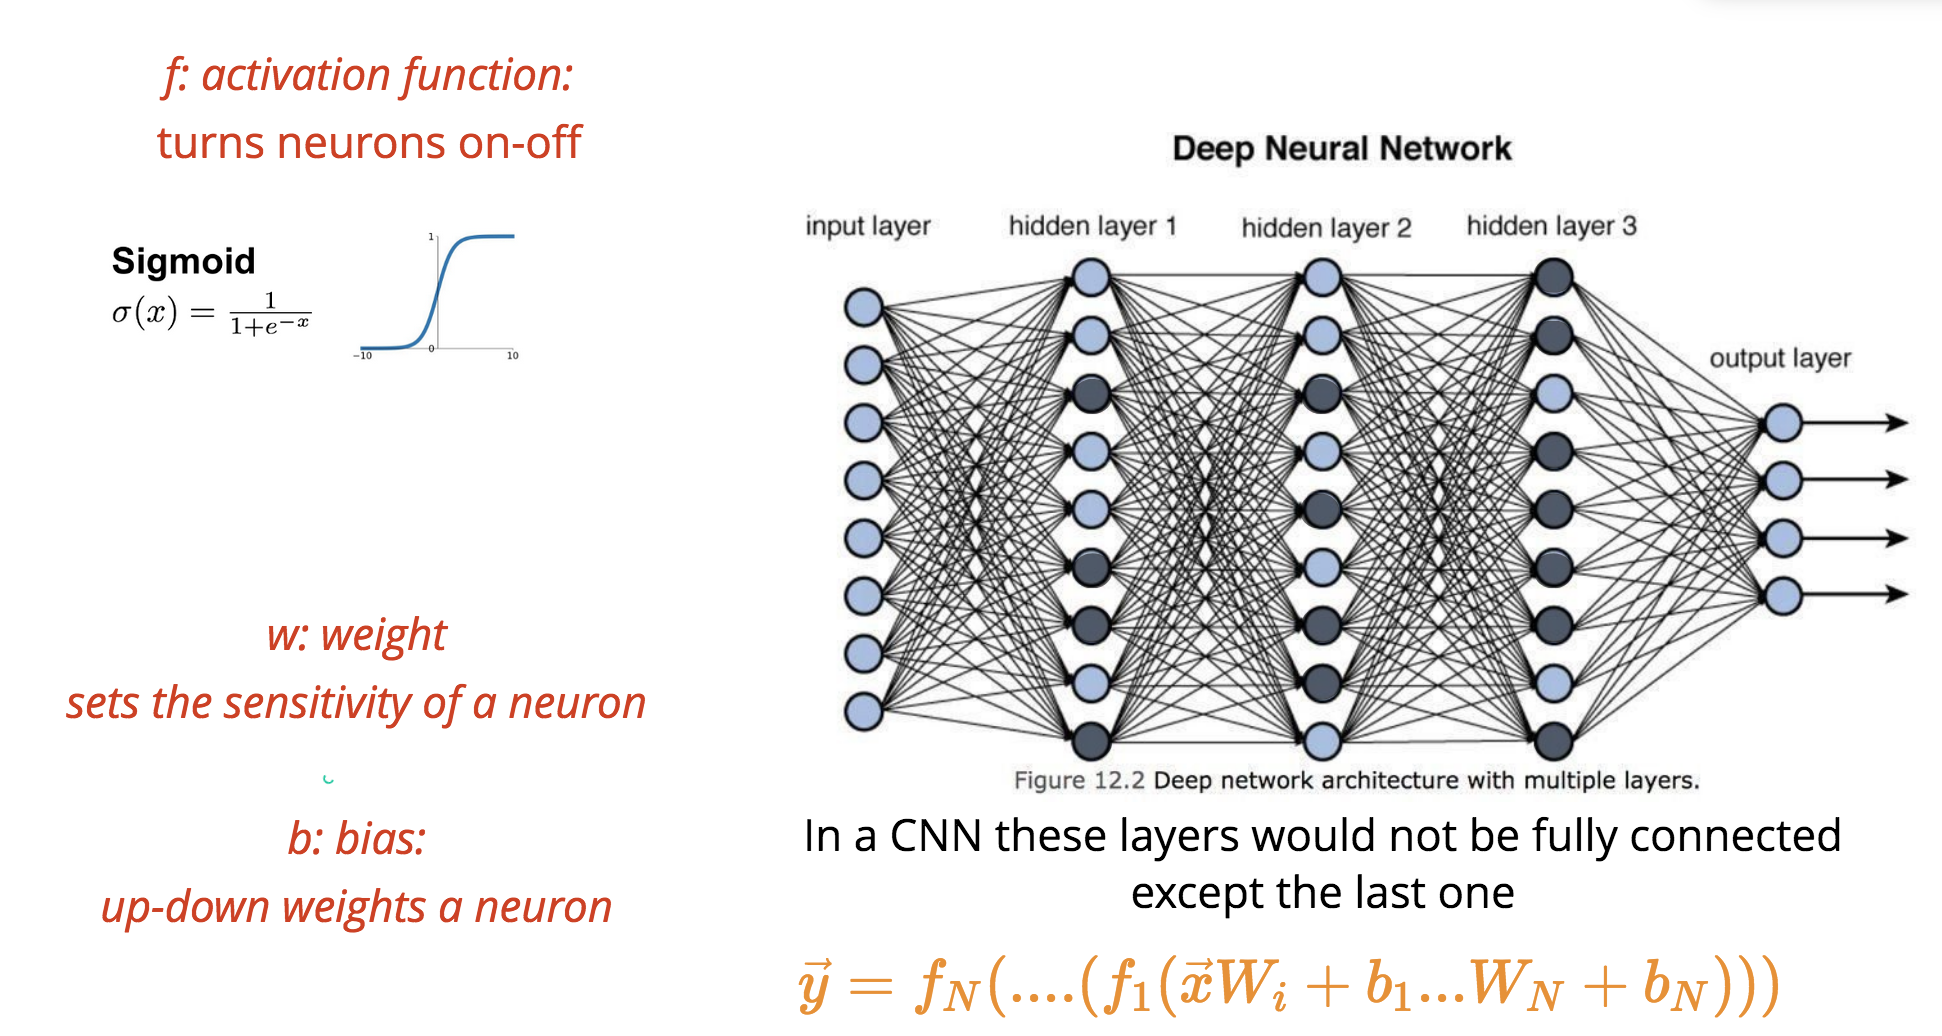 f: activation function:
turns neurons on-off
Sigmoid
σ(x) = 1/(1+e^{-x})
1
0
-10
10
w: weight
sets the sensitivity of a neuron
b: bias:
up-down weights a neuron
Deep Neural Network
input layer
hidden layer 1
hidden layer 2
hidden layer 3
output layer
Figure 12.2 Deep network architecture with multiple layers.
In a CNN these layers would not be fully connected
except the last one
\vec{y} = f_N(....(f_1(\vec{x}W_i + b_1...W_N + b_N)))